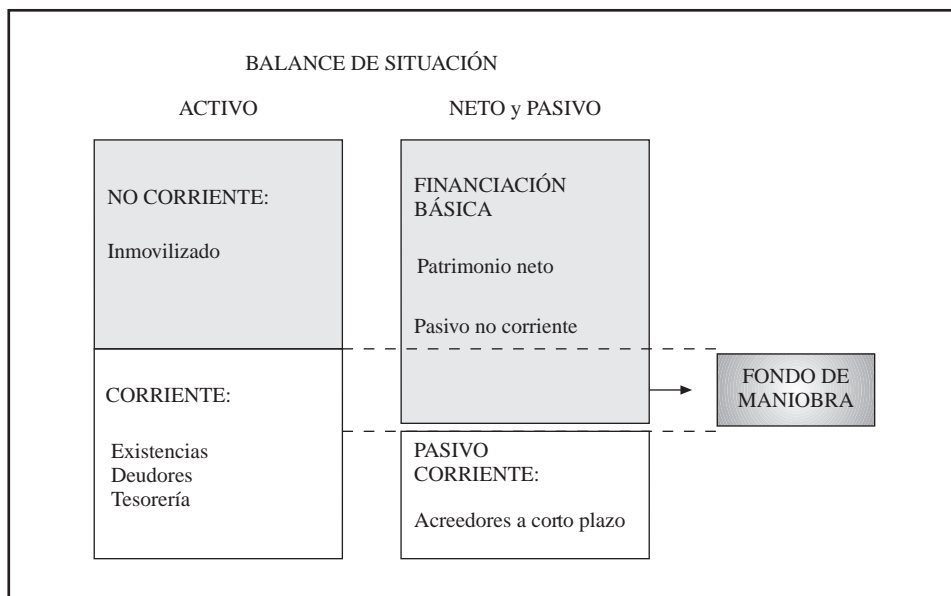 BALANCE DE SITUACIÓN
ACTIVO
NETO y PASIVO
NO CORRIENTE:
Inmovilizado
FINANCIACIÓN
BÁSICA
Patrimonio neto
Pasivo no corriente
CORRIENTE:
Existencias
Deudores
Tesorería
PASIVO
CORRIENTE:
Acreedores a corto plazo
FONDO DE
MANIOBRA